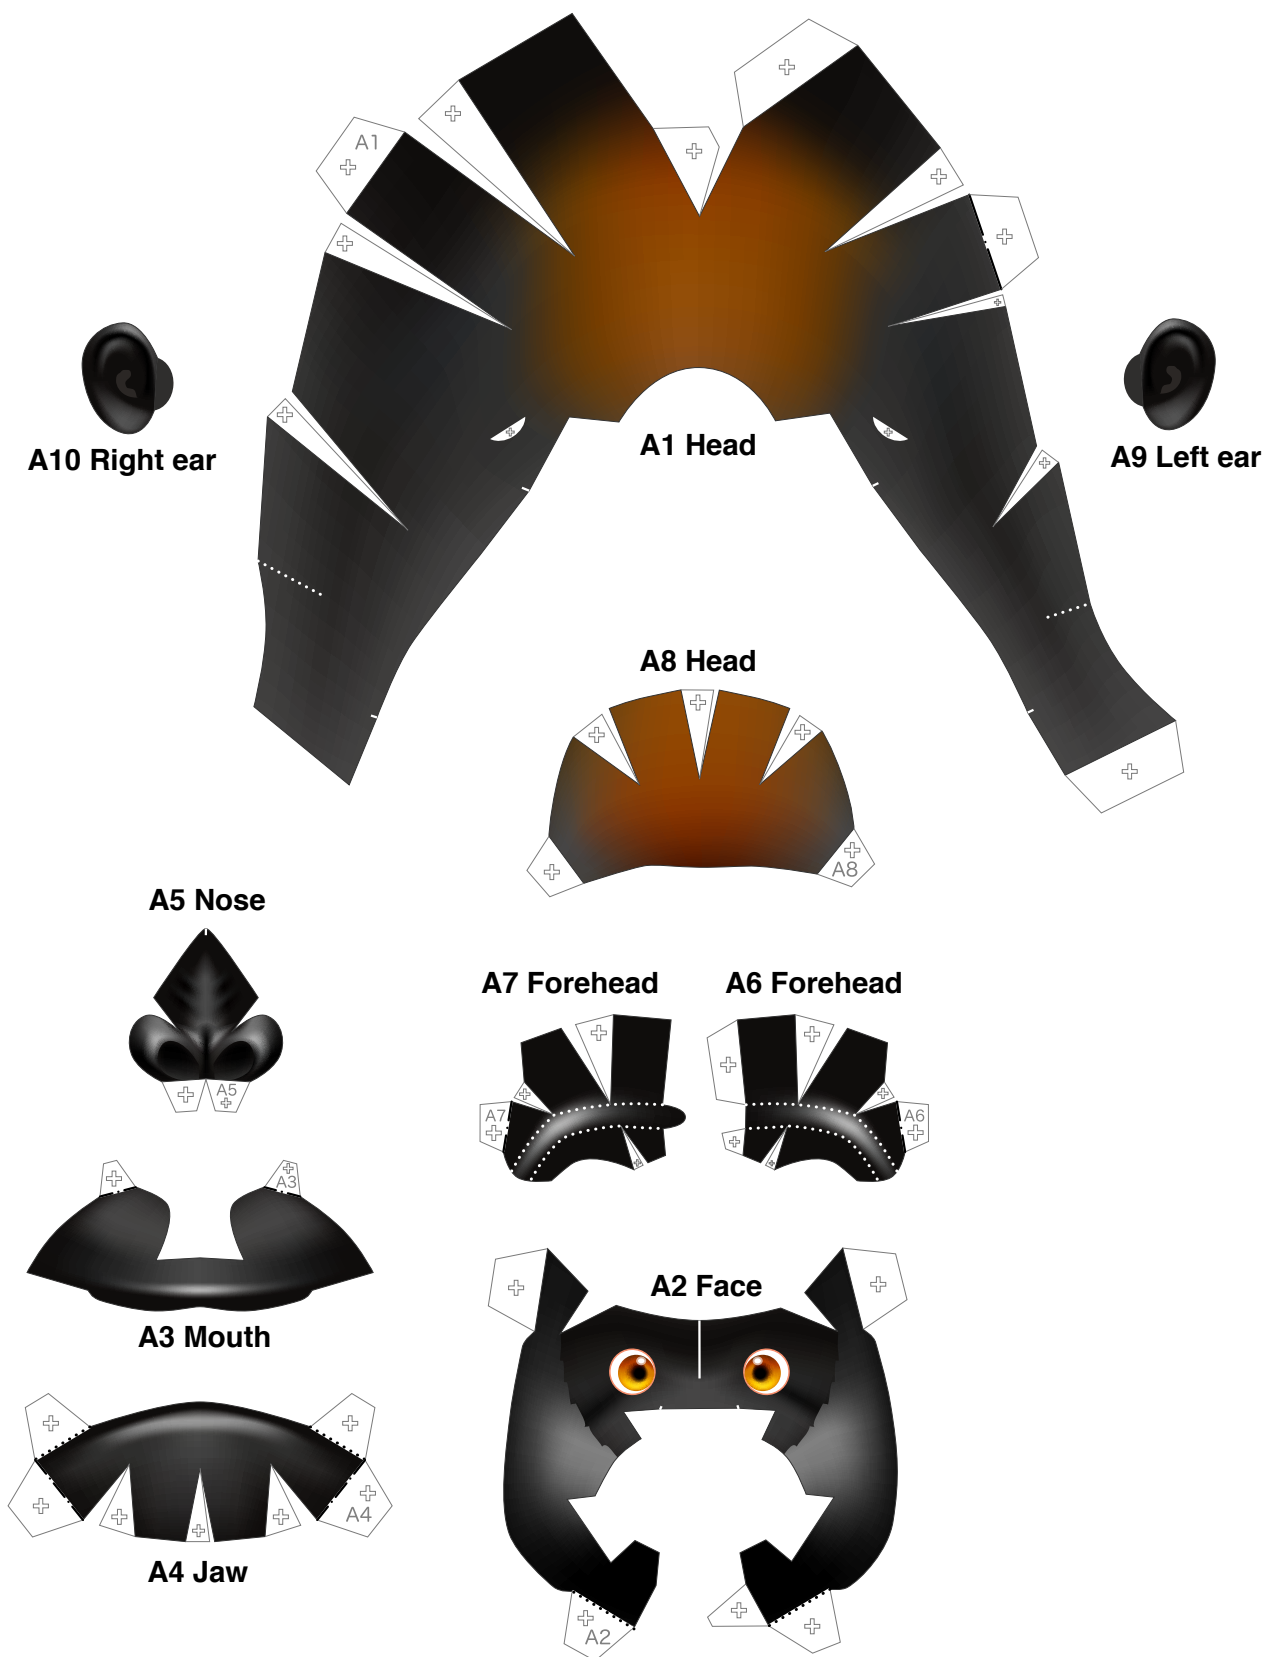 A1
A1 Head
A10 Right ear
A9 Left ear
A8 Head
A8
A5 Nose
A5
A7 Forehead
A6 Forehead
A7
A6
A3
A2 Face
A3 Mouth
A4
A4 Jaw
A2